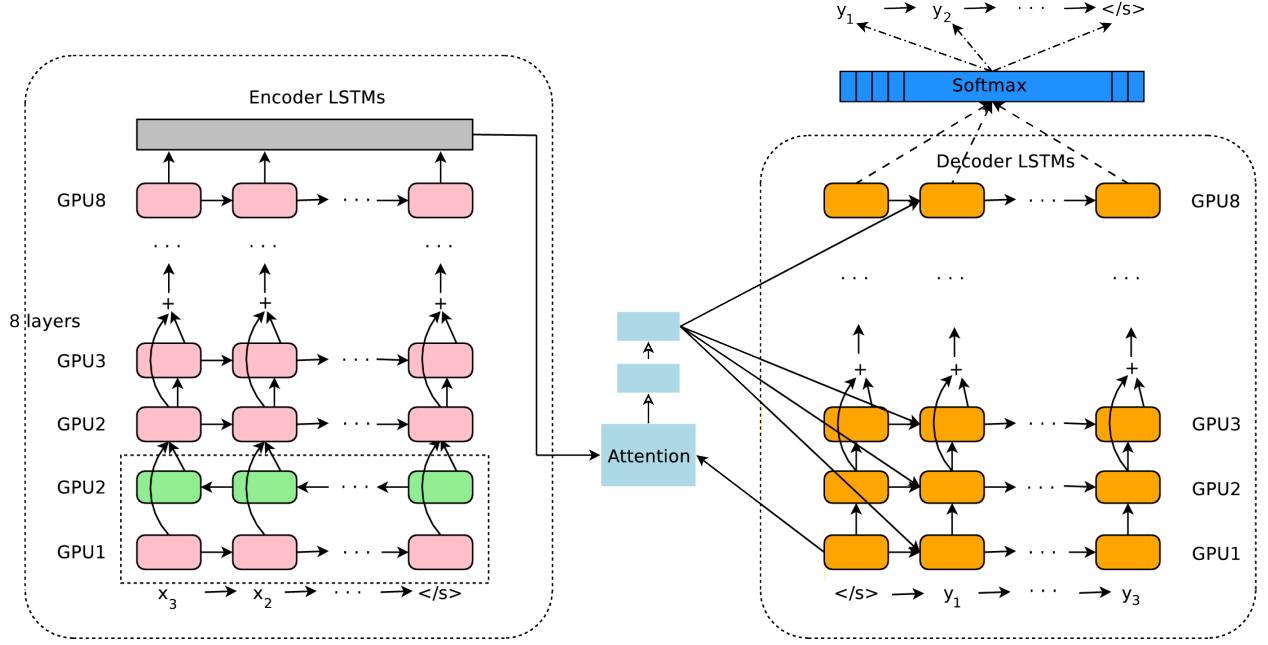 y1 y2 · · · </s>
Softmax
Encoder LSTMs
Decoder LSTMs
GPU8 · · ·
· · · GPU8
· · · · · · · · ·
· · · · · · · · ·
+ + +
8 layers
GPU3 · · ·
+ + +
GPU2 · · ·
· · · GPU3
Attention
GPU2 · · ·
· · · GPU2
GPU1 · · ·
· · · GPU1
x3 x2 · · · </s>
</s> y1 · · · y3